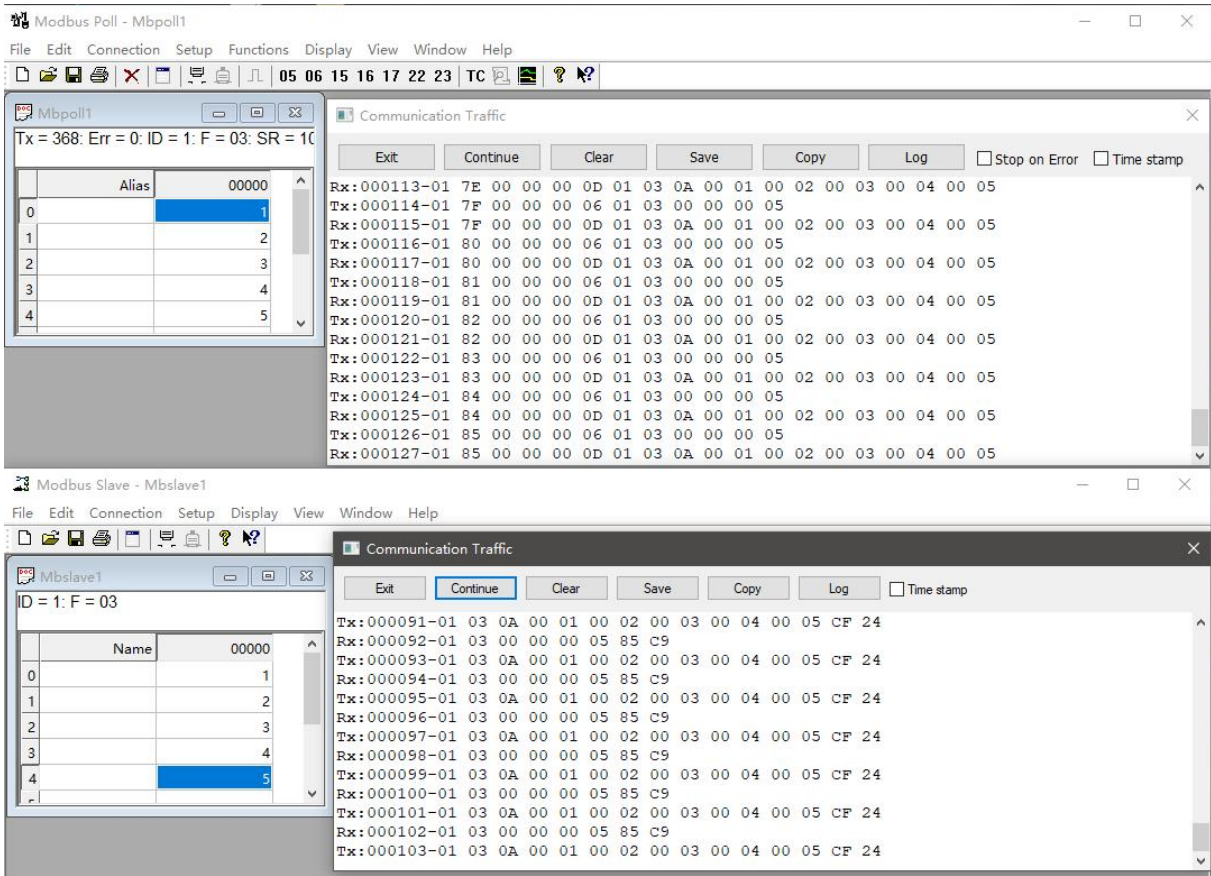 Modbus Poll - Mbpoll1
File Edit Connection Setup Functions Display View Window Help
05 06 15 16 17 22 23 TC
Mbpoll1
Tx = 368: Err = 0: ID = 1: F = 03: SR = 10
Alias 00000
0 1
1 2
2 3
3 4
4 5
Communication Traffic
Exit Continue Clear Save Copy Log Stop on Error Time stamp
Rx:000113-01 7E 00 00 00 0D 01 03 0A 00 01 00 02 00 03 00 04 00 05
Tx:000114-01 7F 00 00 00 06 01 03 00 00 00 05
Rx:000115-01 7F 00 00 00 0D 01 03 0A 00 01 00 02 00 03 00 04 00 05
Tx:000116-01 80 00 00 00 06 01 03 00 00 00 05
Rx:000117-01 80 00 00 00 0D 01 03 0A 00 01 00 02 00 03 00 04 00 05
Tx:000118-01 81 00 00 00 06 01 03 00 00 00 05
Rx:000119-01 81 00 00 00 0D 01 03 0A 00 01 00 02 00 03 00 04 00 05
Tx:000120-01 82 00 00 00 06 01 03 00 00 00 05
Rx:000121-01 82 00 00 00 0D 01 03 0A 00 01 00 02 00 03 00 04 00 05
Tx:000122-01 83 00 00 00 06 01 03 00 00 00 05
Rx:000123-01 83 00 00 00 0D 01 03 0A 00 01 00 02 00 03 00 04 00 05
Tx:000124-01 84 00 00 00 06 01 03 00 00 00 05
Rx:000125-01 84 00 00 00 0D 01 03 0A 00 01 00 02 00 03 00 04 00 05
Tx:000126-01 85 00 00 00 06 01 03 00 00 00 05
Rx:000127-01 85 00 00 00 0D 01 03 0A 00 01 00 02 00 03 00 04 00 05
Modbus Slave - Mbslave1
File Edit Connection Setup Display View Window Help
Mbslave1
ID = 1: F = 03
Name 00000
0 1
1 2
2 3
3 4
4 5
Communication Traffic
Exit Continue Clear Save Copy Log Time stamp
Tx:000091-01 03 0A 00 01 00 02 00 03 00 04 00 05 CF 24
Rx:000092-01 03 00 00 00 05 85 C9
Tx:000093-01 03 0A 00 01 00 02 00 03 00 04 00 05 CF 24
Rx:000094-01 03 00 00 00 05 85 C9
Tx:000095-01 03 0A 00 01 00 02 00 03 00 04 00 05 CF 24
Rx:000096-01 03 00 00 00 05 85 C9
Tx:000097-01 03 0A 00 01 00 02 00 03 00 04 00 05 CF 24
Rx:000098-01 03 00 00 00 05 85 C9
Tx:000099-01 03 0A 00 01 00 02 00 03 00 04 00 05 CF 24
Rx:000100-01 03 00 00 00 05 85 C9
Tx:000101-01 03 0A 00 01 00 02 00 03 00 04 00 05 CF 24
Rx:000102-01 03 00 00 00 05 85 C9
Tx:000103-01 03 0A 00 01 00 02 00 03 00 04 00 05 CF 24